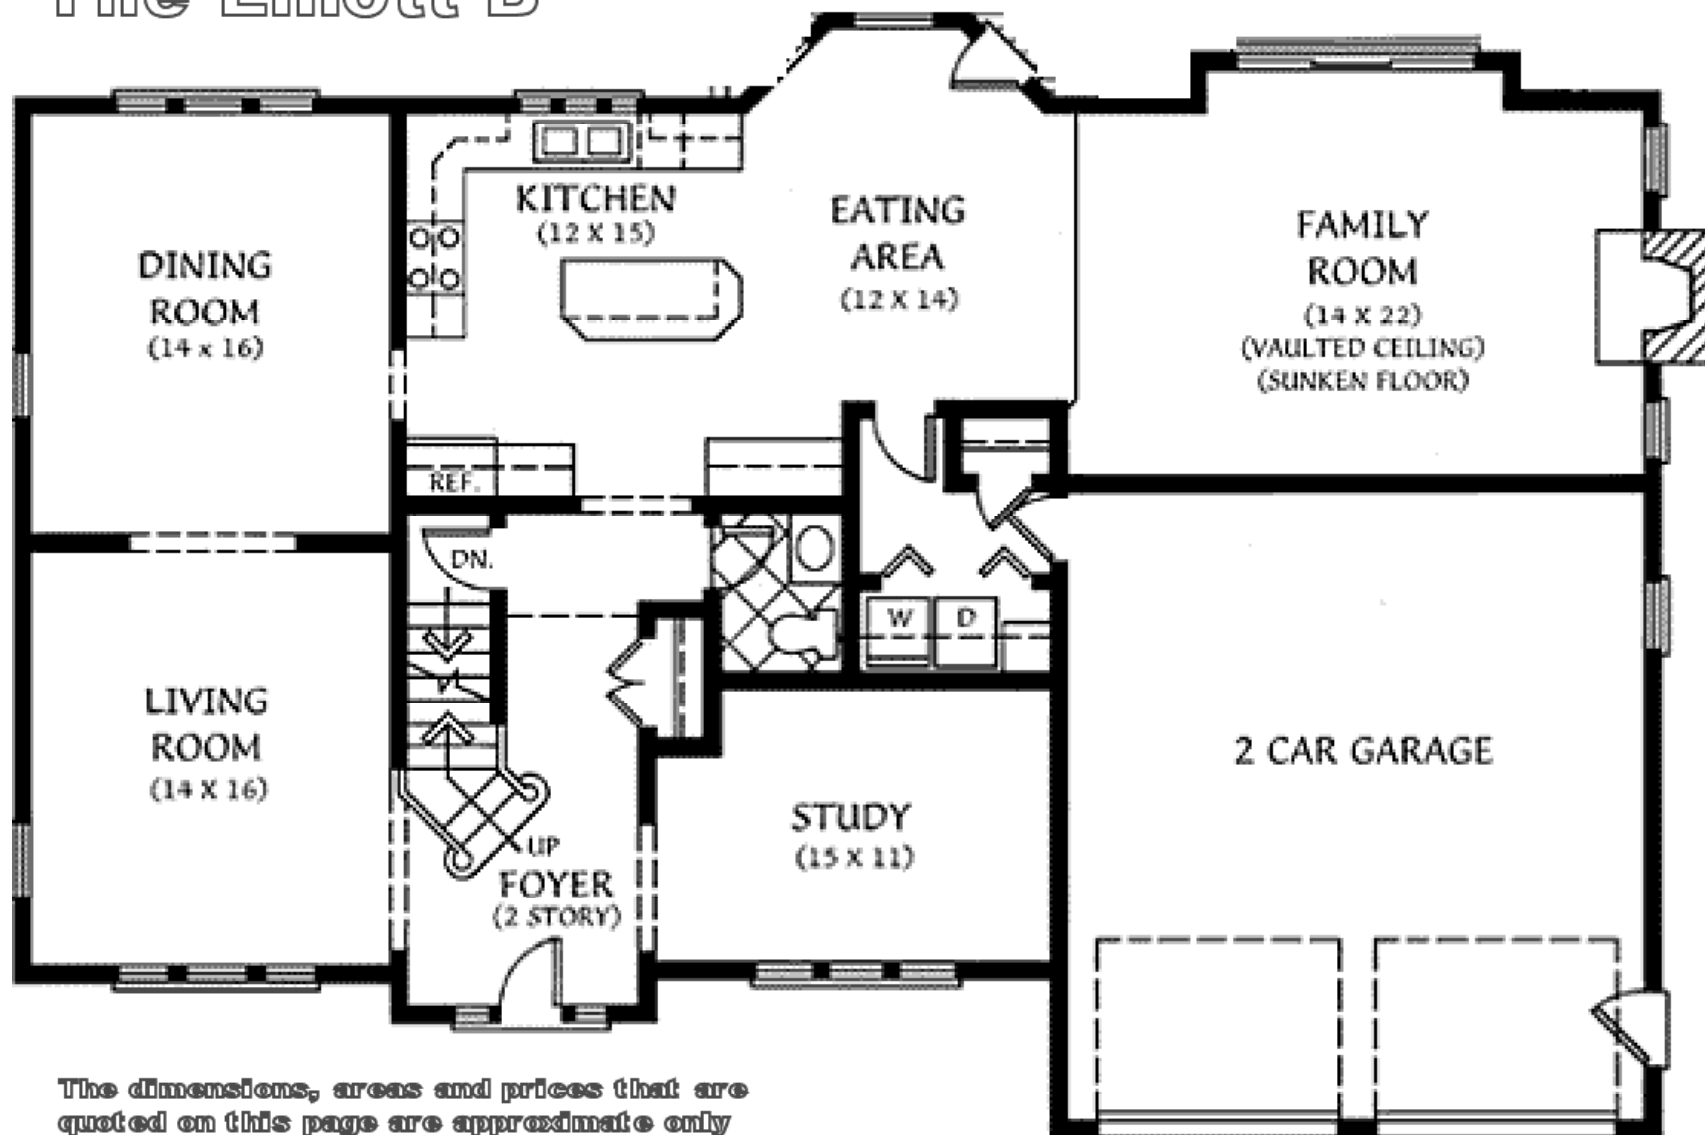 The Elliott B
KITCHEN
(12 X 15)
EATING
AREA
(12 X 14)
FAMILY
ROOM
(14 X 22)
(VAULTED CEILING)
(SUNKEN FLOOR)
DINING
ROOM
(14 x 16)
REF.
DN.
W D
LIVING
ROOM
(14 X 16)
2 CAR GARAGE
STUDY
(15 X 11)
UP
FOYER
(2 STORY)
The dimensions, areas and prices that are
quoted on this page are approximate only